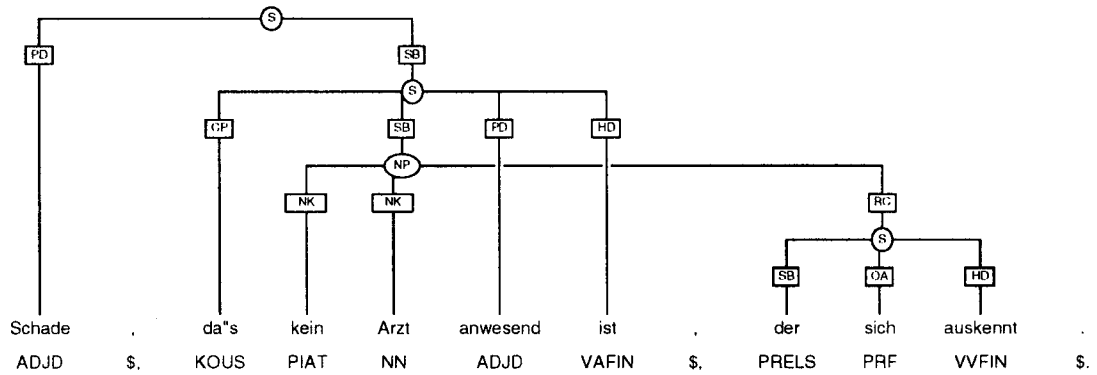 S
PD SB
S
CP SB PD HD
NP
NK NK RC
S
SB OA HD
Schade , da"s kein Arzt anwesend ist , der sich auskennt .
ADJD $, KOUS PIAT NN ADJD VAFIN $, PRELS PRF VVFIN $.